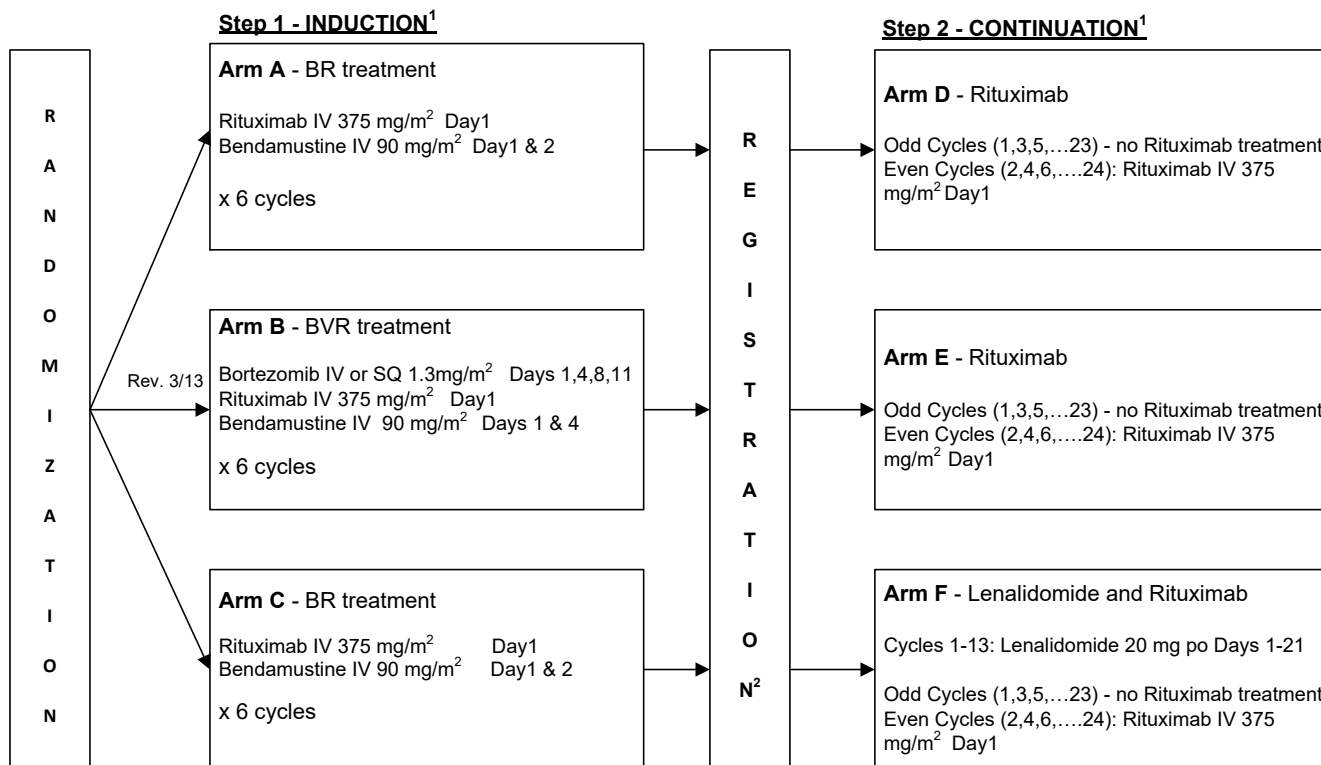 Step 1 - INDUCTION¹
Step 2 - CONTINUATION¹
RANDOMIZATION
Arm A - BR treatment
Rituximab IV 375 mg/m² Day1
Bendamustine IV 90 mg/m² Day1 & 2
x 6 cycles
Rev. 3/13
Arm B - BVR treatment
Bortezomib IV or SQ 1.3mg/m² Days 1,4,8,11
Rituximab IV 375 mg/m² Day1
Bendamustine IV 90 mg/m² Days 1 & 4
x 6 cycles
Arm C - BR treatment
Rituximab IV 375 mg/m² Day1
Bendamustine IV 90 mg/m² Day1 & 2
x 6 cycles
REGISTRATION²
Arm D - Rituximab
Odd Cycles (1,3,5,…23) - no Rituximab treatment
Even Cycles (2,4,6,….24): Rituximab IV 375
mg/m² Day1
Arm E - Rituximab
Odd Cycles (1,3,5,…23) - no Rituximab treatment
Even Cycles (2,4,6,….24): Rituximab IV 375
mg/m² Day1
Arm F - Lenalidomide and Rituximab
Cycles 1-13: Lenalidomide 20 mg po Days 1-21
Odd Cycles (1,3,5,…23) - no Rituximab treatment
Even Cycles (2,4,6,….24): Rituximab IV 375
mg/m² Day1